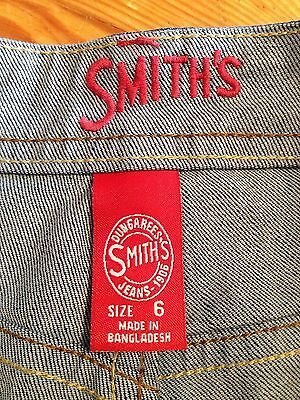 SMITH'S
DUNGAREES
SMITH'S
JEANS-1906
SIZE 6
MADE IN
BANGLADESH